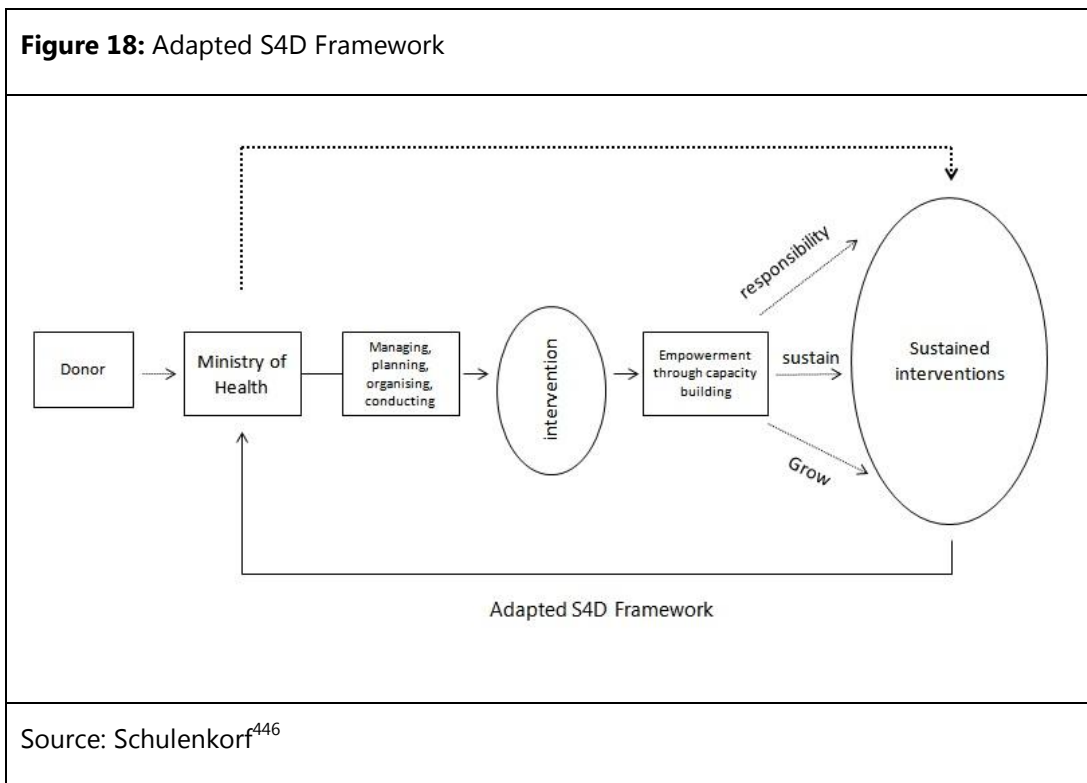 Figure 18: Adapted S4D Framework
Donor
Ministry of
Health
Managing,
planning,
organising,
conducting
intervention
Empowerment
through capacity
building
responsibility
sustain
Grow
Sustained
interventions
Adapted S4D Framework
Source: Schulenkorf446